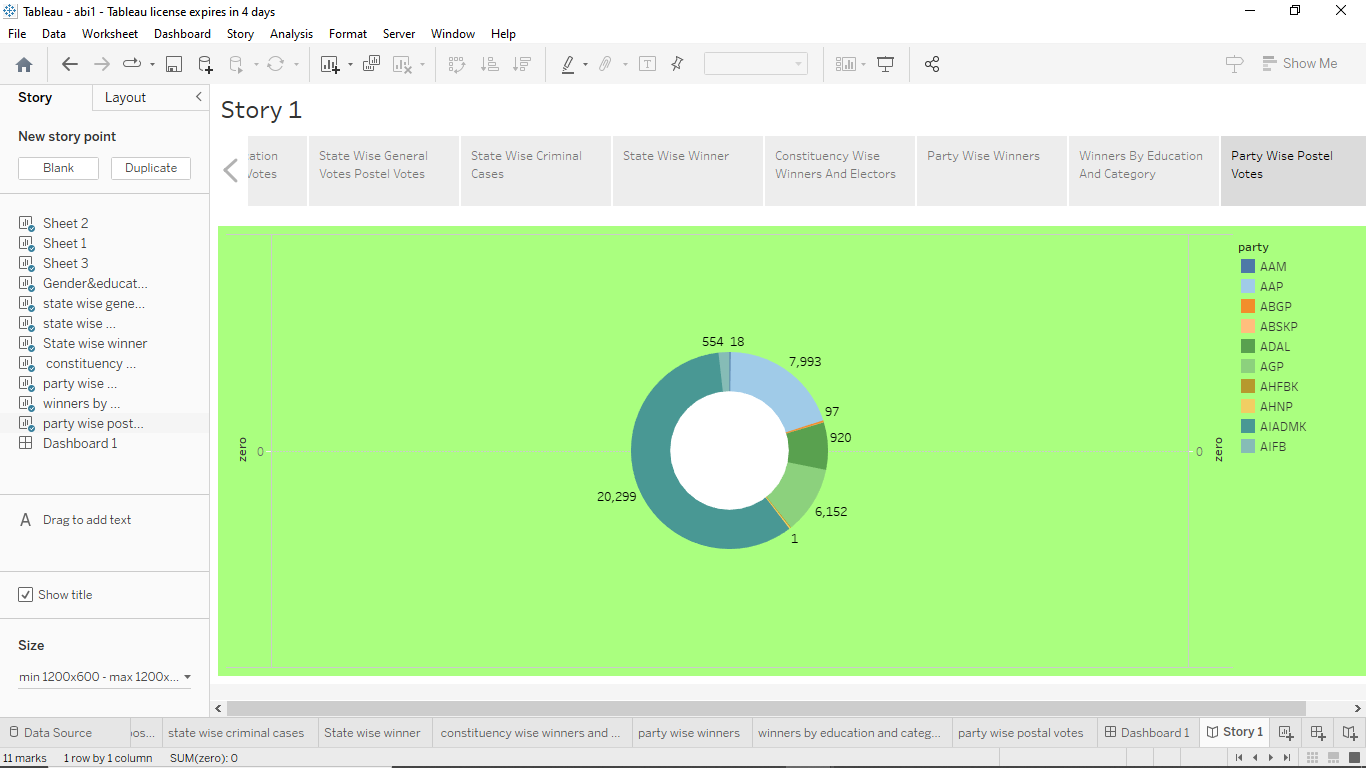 Tableau - abi1 - Tableau license expires in 4 days
File Data Worksheet Dashboard Story Analysis Format Server Window Help
Show Me
Story Layout
New story point
Blank Duplicate
Sheet 2
Sheet 1
Sheet 3
Gender&educat...
state wise gene...
state wise ...
State wise winner
constituency ...
party wise ...
winners by ...
party wise post...
Dashboard 1
Drag to add text
Show title
Size
min 1200x600 - max 1200x...
Story 1
ation
Votes
State Wise General
Votes Postel Votes
State Wise Criminal
Cases
State Wise Winner
Constituency Wise
Winners And Electors
Party Wise Winners
Winners By Education
And Category
Party Wise Postel
Votes
zero
0
554 18
7,993
97
920
6,152
1
20,299
0
zero
party
AAM
AAP
ABGP
ABSKP
ADAL
AGP
AHFBK
AHNP
AIADMK
AIFB
Data Source os... state wise criminal cases State wise winner constituency wise winners and ... party wise winners winners by education and categ... party wise postal votes Dashboard 1 Story 1
11 marks 1 row by 1 column SUM(zero): 0